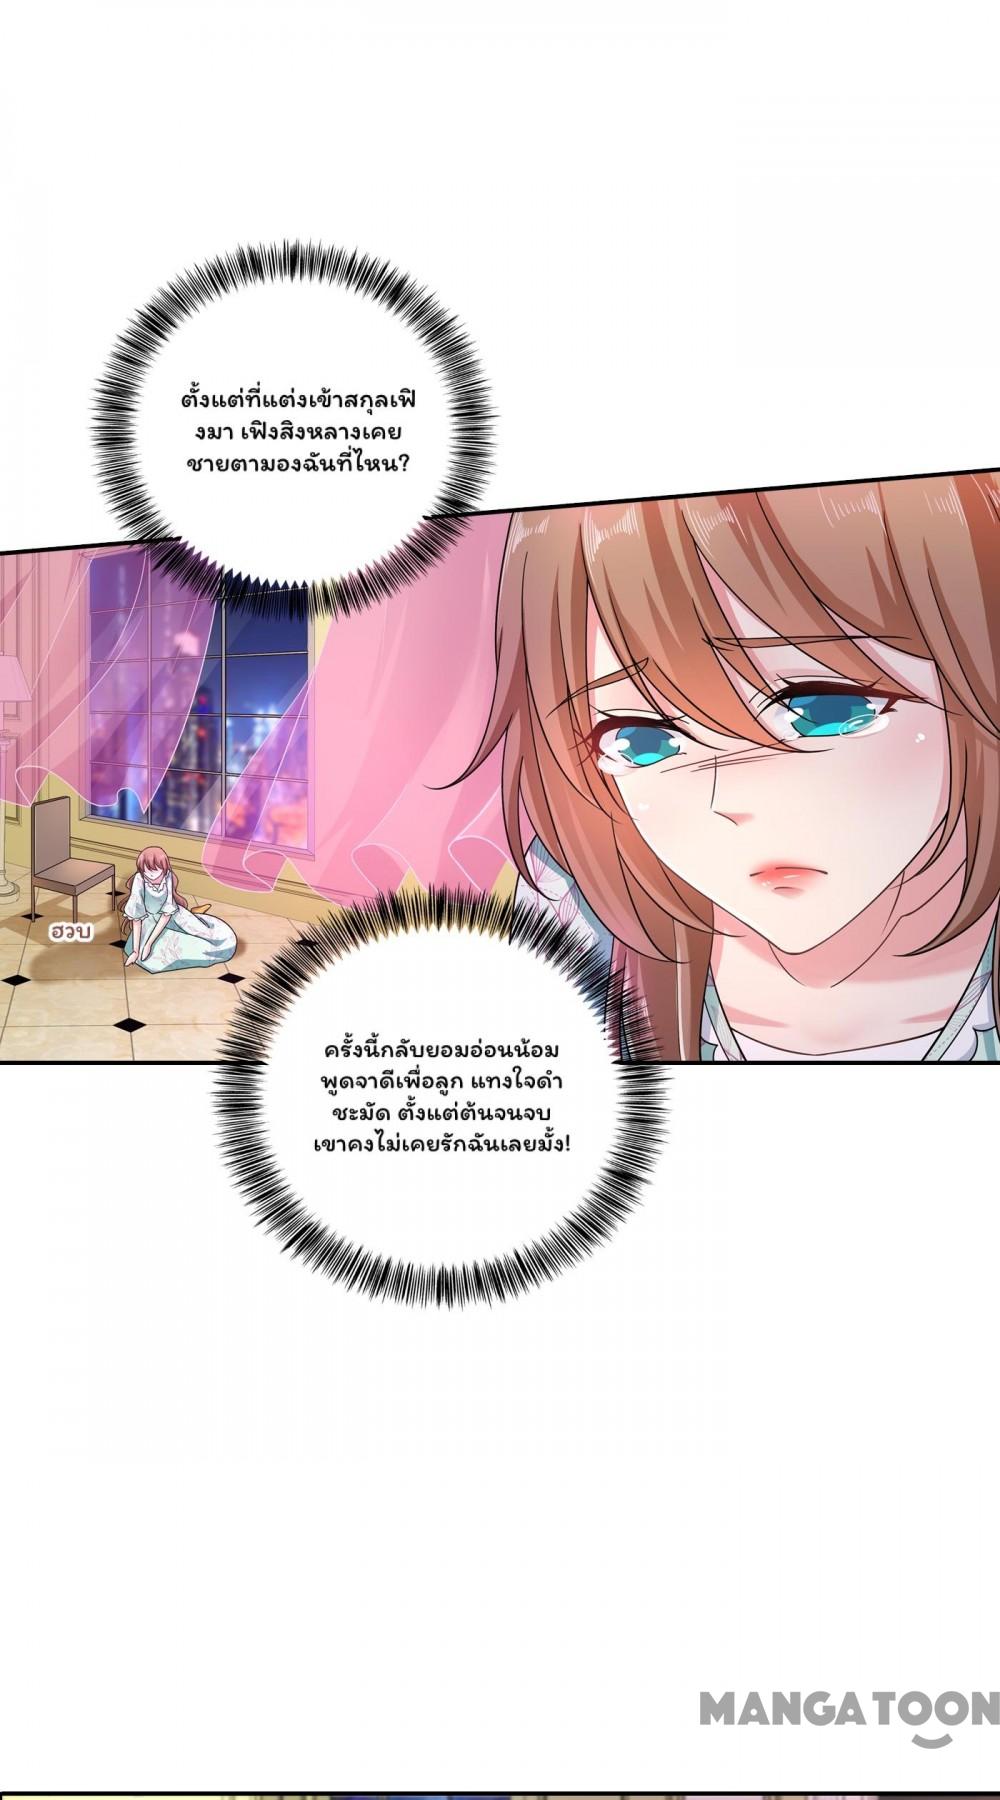 ตั้งแต่ที่แต่งเข้าสกุลเฟิ
งมา เฟิงสิงหลางเคย
ชายตามองฉันที่ไหน?
ฮวบ
ครั้งนี้กลับยอมอ่อนน้อม
พูดจาดีเพื่อลูก แทงใจดำ
ชะมัด ตั้งแต่ต้นจนจบ
เขาคงไม่เคยรักฉันเลยมั้ง!
MANGATOON